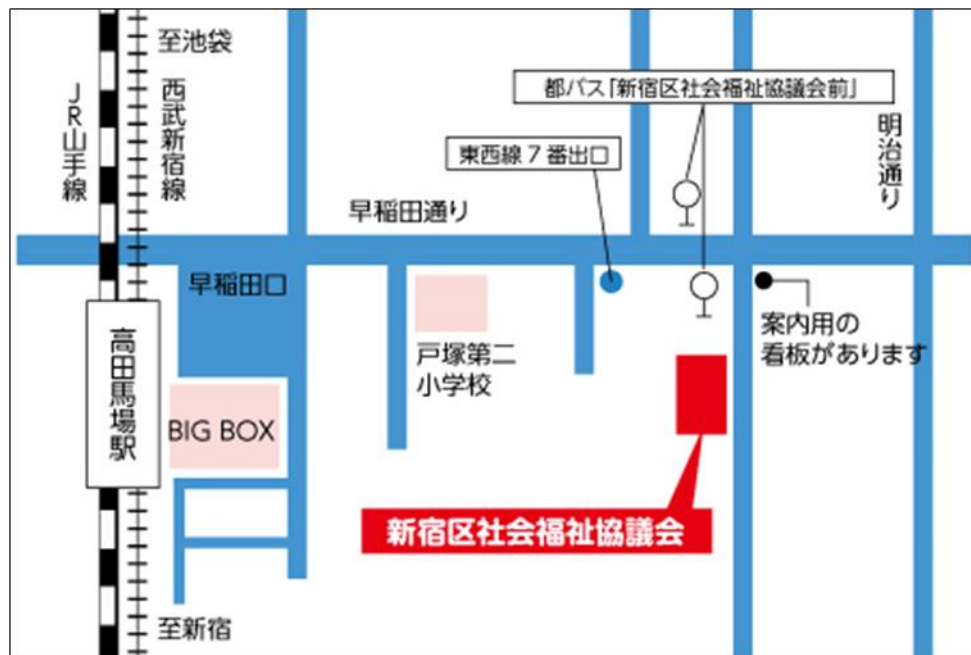 至池袋
JR山手線
西武新宿線
都バス「新宿区社会福祉協議会前」
東西線7番出口
明治通り
早稲田通り
早稲田口
高田馬場駅
戸塚第二
小学校
案内用の
看板があります
BIG BOX
新宿区社会福祉協議会
至新宿